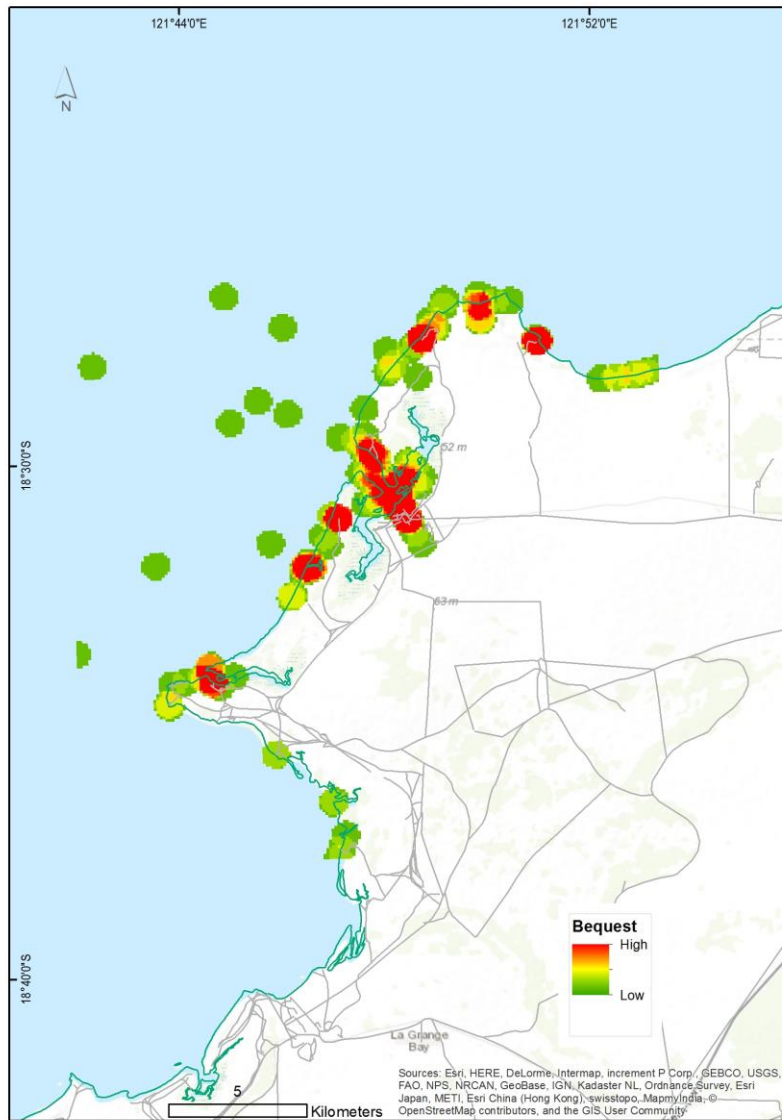 121°44'0"E
121°52'0"E
N
18°30'0"S
52 m
63 m
Bequest
High
Low
18°40'0"S
La Grange
Bay
Sources: Esri, HERE, DeLorme, Intermap, increment P Corp., GEBCO, USGS,
FAO, NPS, NRCAN, GeoBase, IGN, Kadaster NL, Ordnance Survey, Esri
Japan, METI, Esri China (Hong Kong), swisstopo, MapmyIndia, ©
OpenStreetMap contributors, and the GIS User Community
5
Kilometers